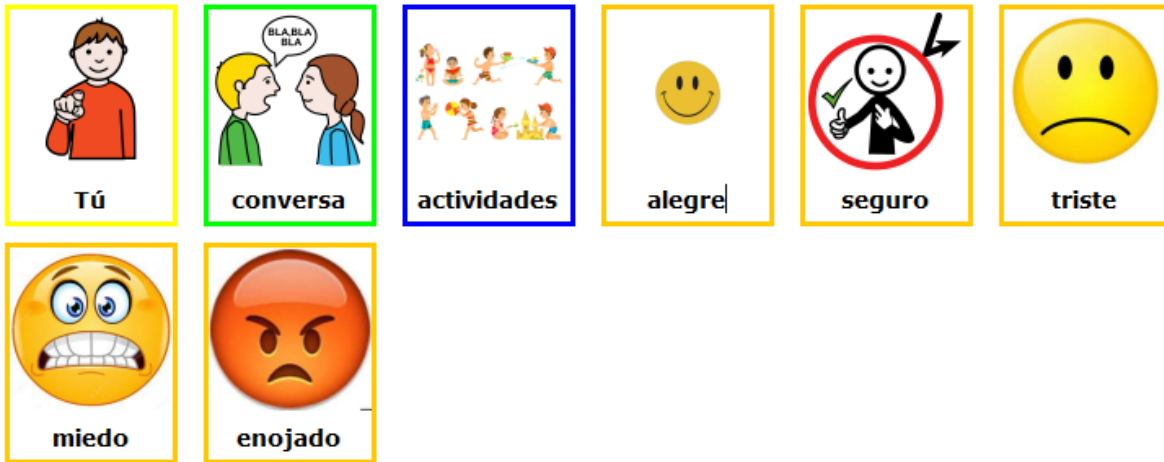 BLA,BLA
BLA
Tú
conversa
actividades
alegre
seguro
triste
miedo
enojado